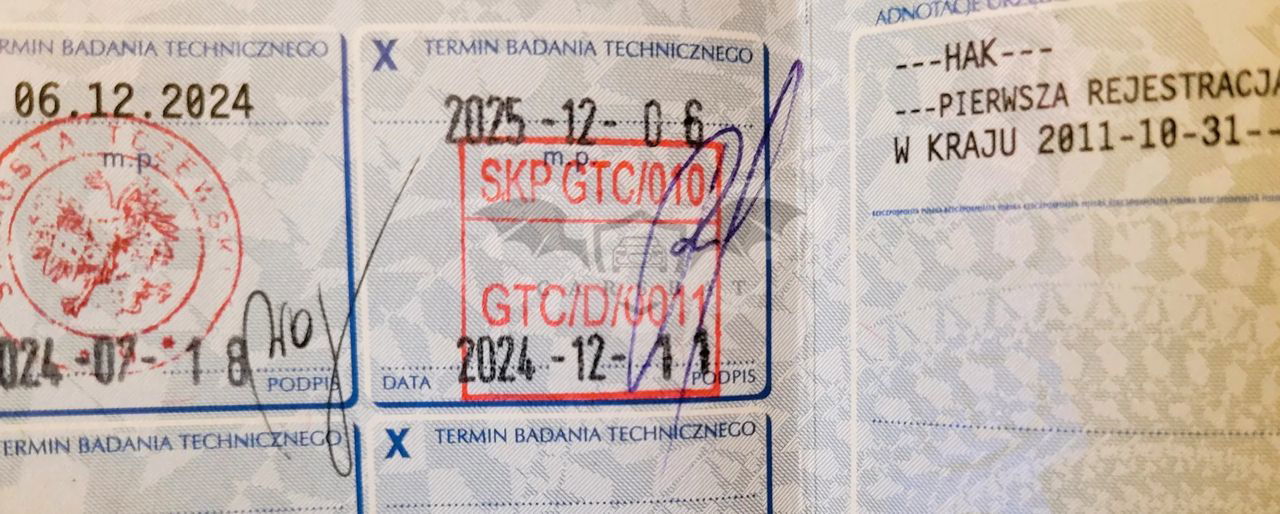 TERMIN BADANIA TECHNICZNEGO
06.12.2024
m.p.
2024-07-18
PODPIS
X TERMIN BADANIA TECHNICZNEGO
2025-12-06
m.p.
SKP GTC/010
GTC/D/0011
DATA 2024-12-11 PODPIS
TERMIN BADANIA TECHNICZNEGO
X TERMIN BADANIA TECHNICZNEGO
ADNOTACJE
---HAK---
---PIERWSZA REJESTRACJA
W KRAJU 2011-10-31--